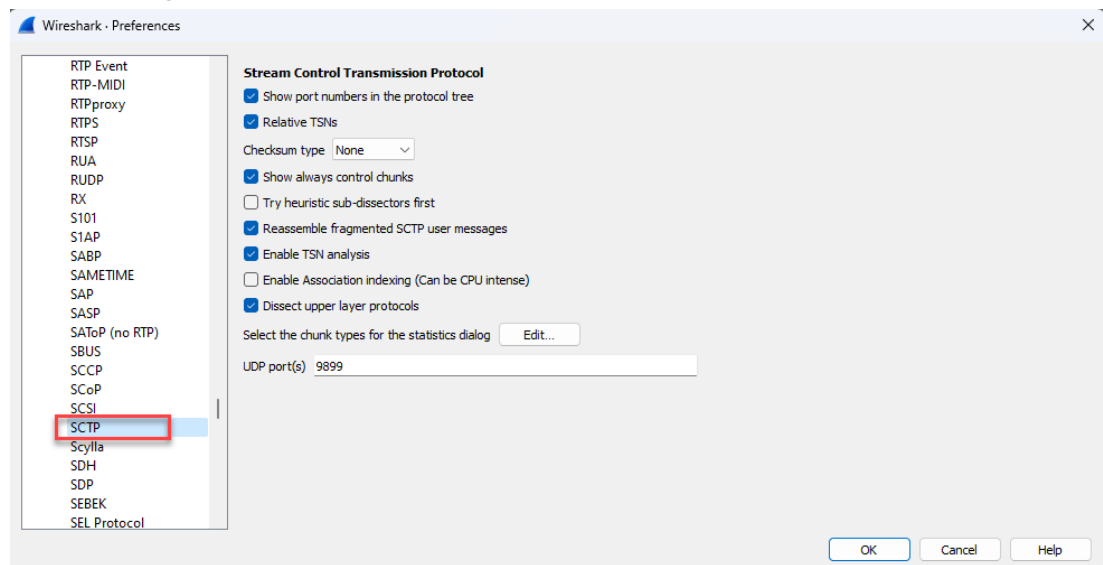 Wireshark · Preferences
RTP Event
RTP-MIDI
RTPproxy
RTPS
RTSP
RUA
RUDP
RX
S101
S1AP
SABP
SAMETIME
SAP
SASP
SAToP (no RTP)
SBUS
SCCP
SCoP
SCSI
SCTP
Scylla
SDH
SDP
SEBEK
SEL Protocol
Stream Control Transmission Protocol
Show port numbers in the protocol tree
Relative TSNs
Checksum type None
Show always control chunks
Try heuristic sub-dissectors first
Reassemble fragmented SCTP user messages
Enable TSN analysis
Enable Association indexing (Can be CPU intense)
Dissect upper layer protocols
Select the chunk types for the statistics dialog Edit...
UDP port(s) 9899
OK Cancel Help